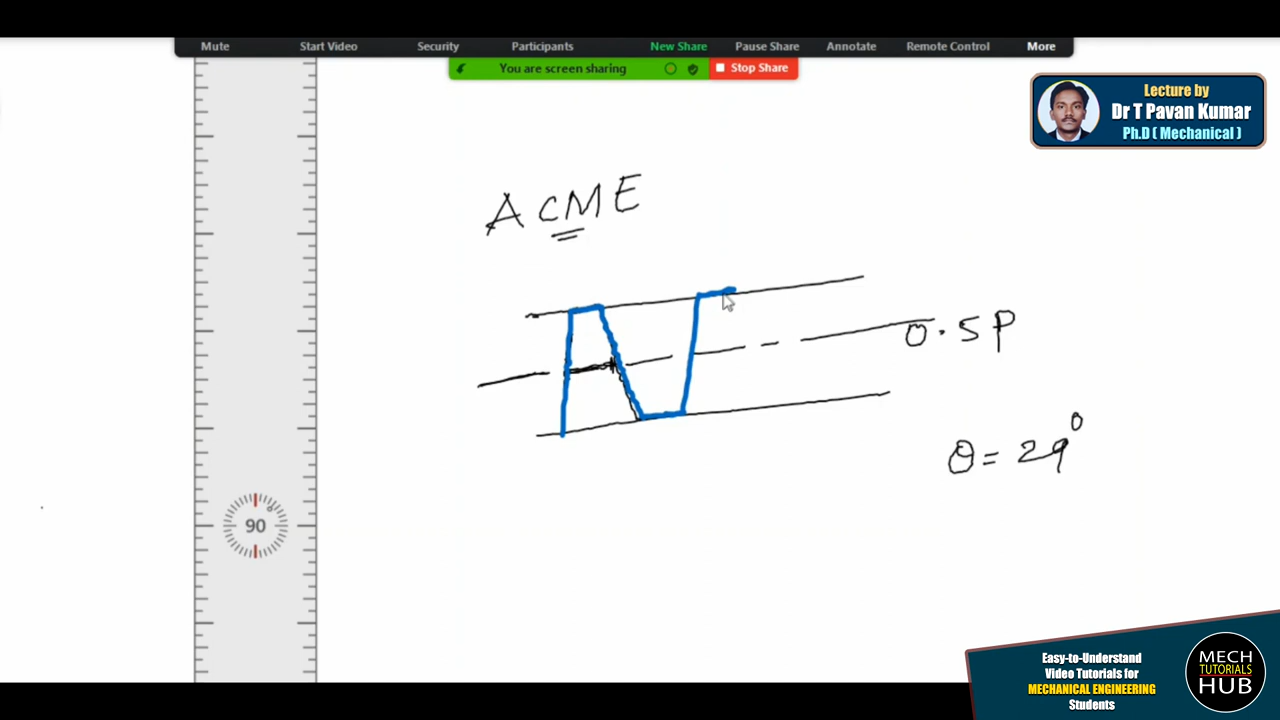 Mute Start Video Security Participants New Share Pause Share Annotate Remote Control More
You are screen sharing Stop Share
Lecture by
Dr T Pavan Kumar
Ph.D ( Mechanical )
ACME
0.5P
θ = 29°
90
Easy-to-Understand
Video Tutorials for
MECHANICAL ENGINEERING
Students
MECH
TUTORIALS
HUB